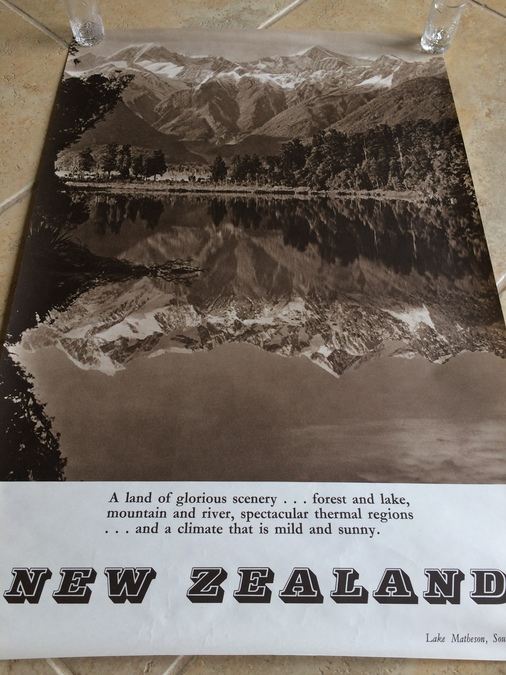 A land of glorious scenery . . . forest and lake,
mountain and river, spectacular thermal regions
. . . and a climate that is mild and sunny.
NEW ZEALAND
Lake Matheson,